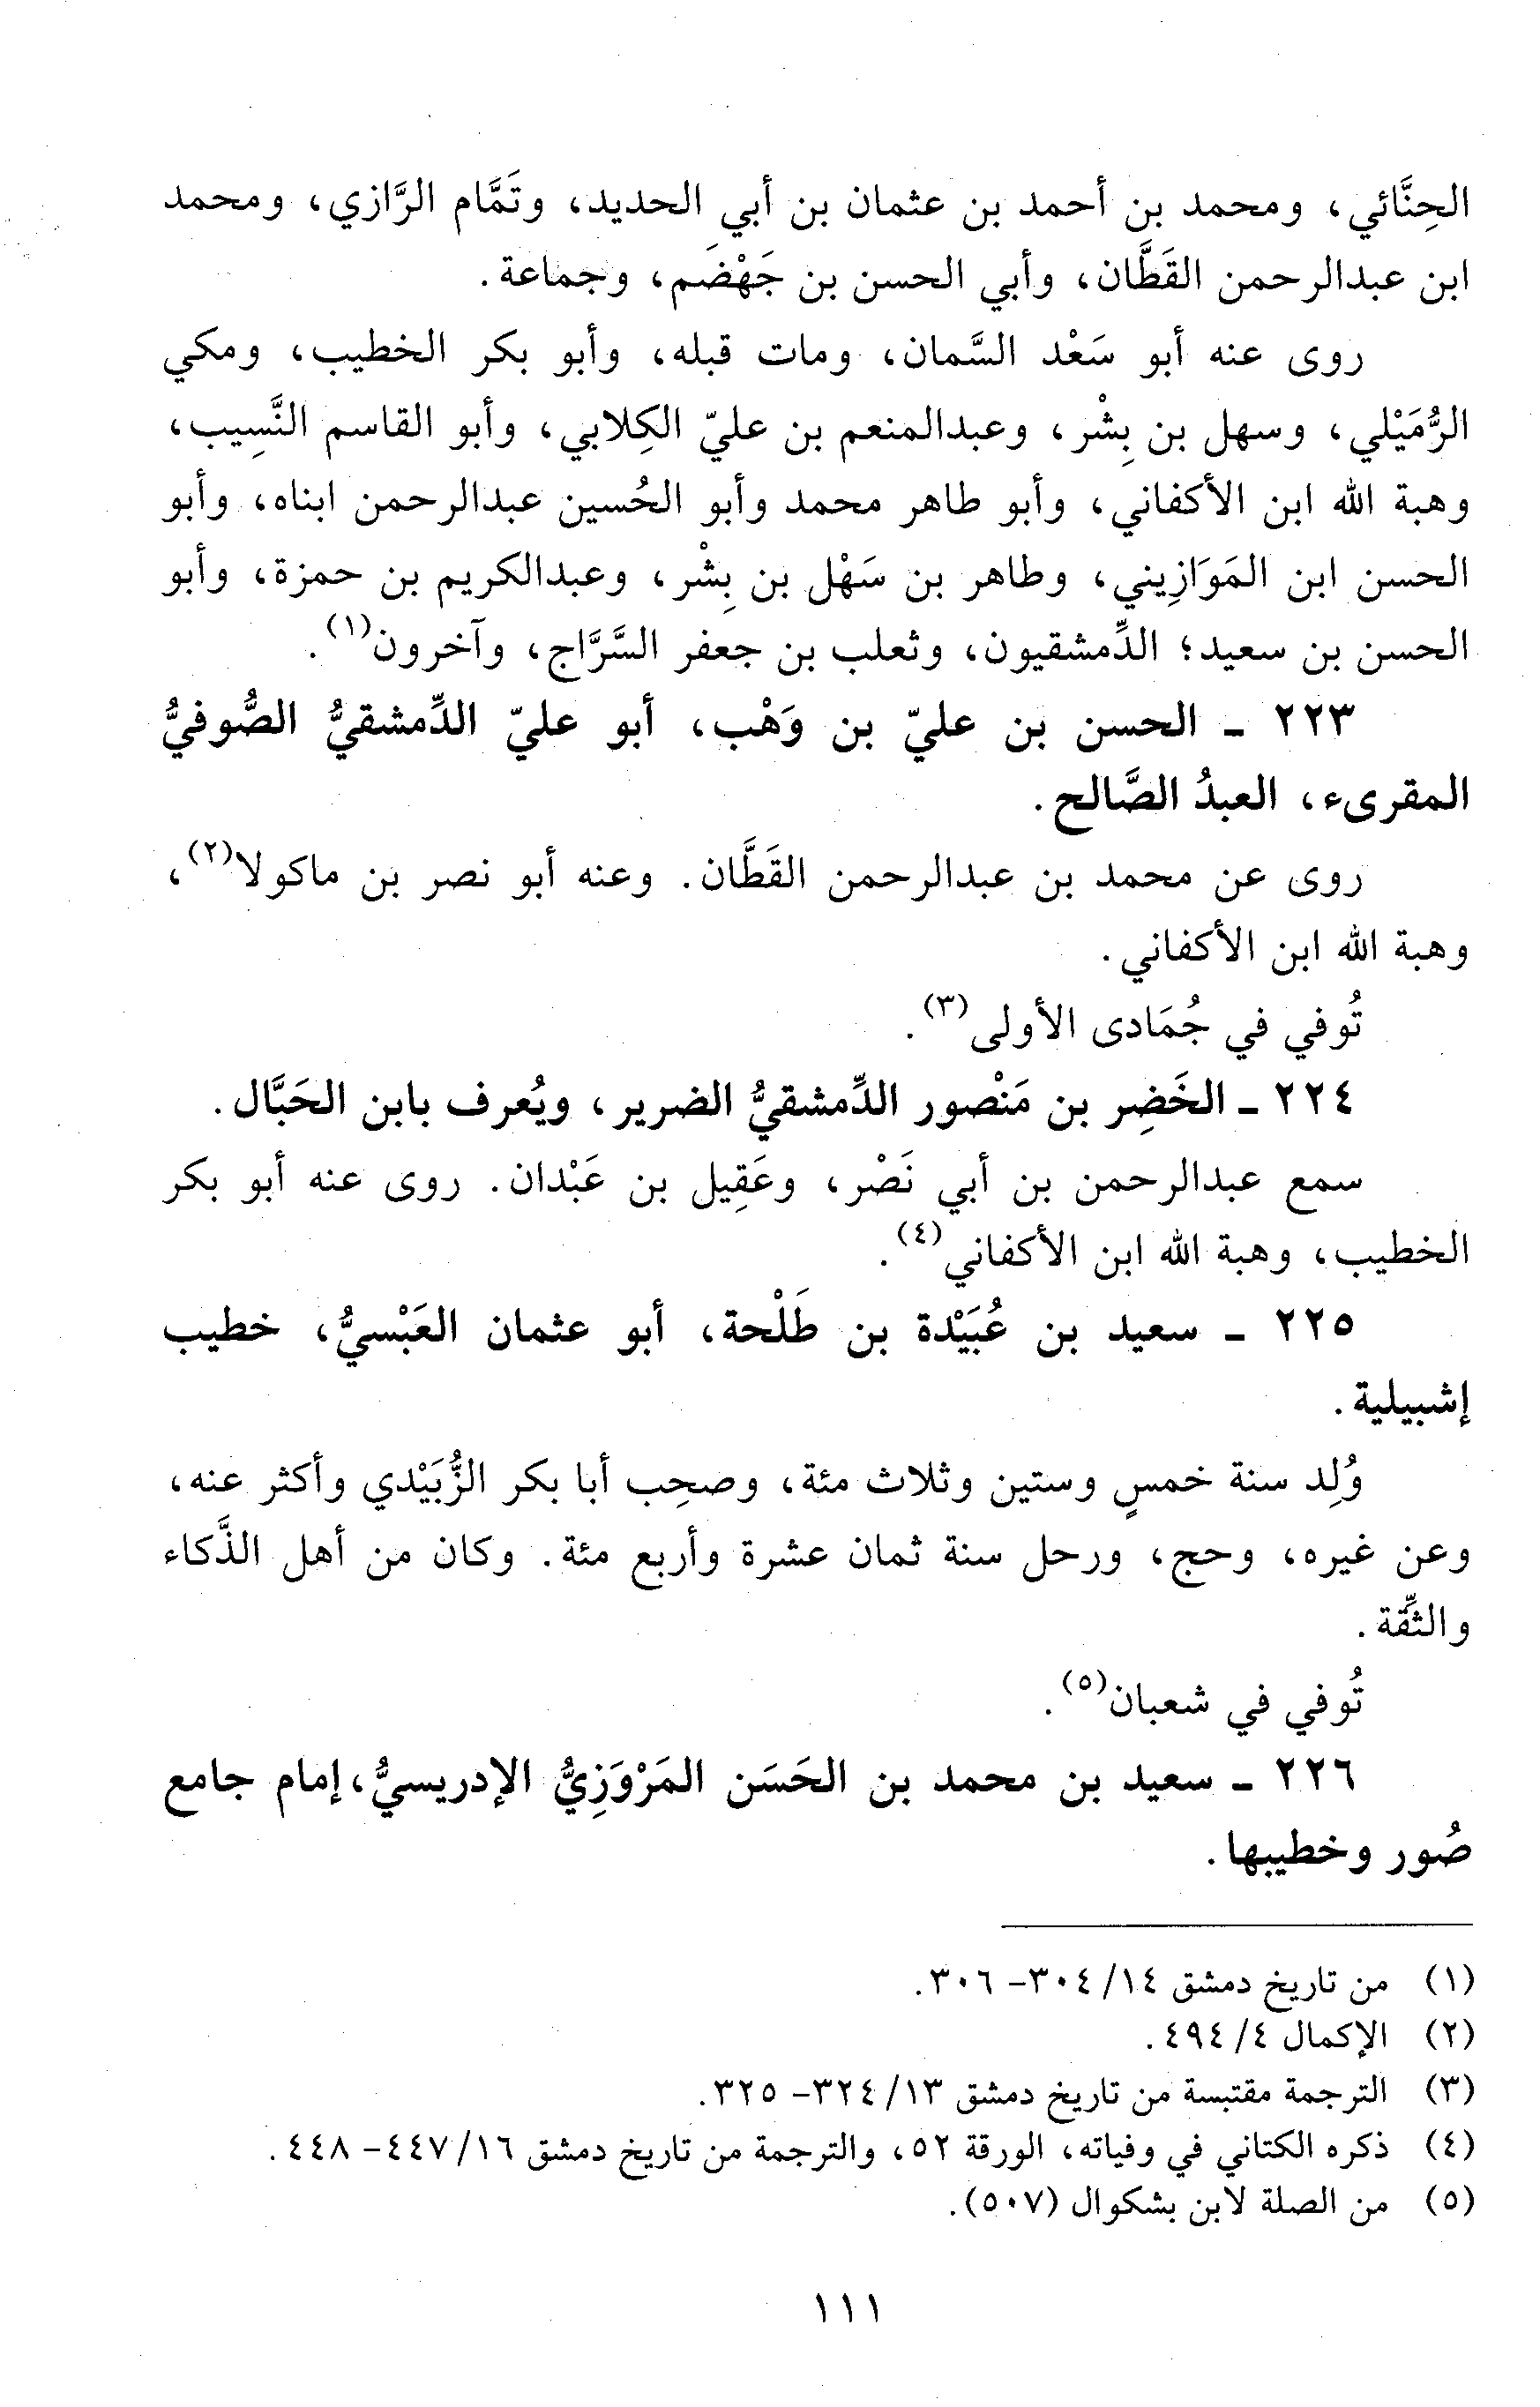 الحِنَّائي، ومحمد بن أحمد بن عثمان بن أبي الحديد، وتَمَّام الرَّازي، ومحمد
ابن عبدالرحمن القَطَّان، وأبي الحسن بن جَهْضَم، وجماعة.
روى عنه أبو سَعْد السَّمان، ومات قبله، وأبو بكر الخطيب، ومكي
الرُّمَيْلي، وسهل بن بِشْر، وعبدالمنعم بن عليّ الكِلابي، وأبو القاسم النَّسِيب،
وهبة الله ابن الأكفاني، وأبو طاهر محمد وأبو الحُسين عبدالرحمن ابناه، وأبو
الحسن ابن المَوَازِيني، وطاهر بن سَهْل بن بِشْر، وعبدالكريم بن حمزة، وأبو
الحسن بن سعيد؛ الدِّمشقيون، وثعلب بن جعفر السَّرَّاج، وآخرون(١).
٢٢٣ ـ الحسن بن عليّ بن وَهْب، أبو عليّ الدِّمشقيُّ الصُّوفيُّ
المقرىء، العبدُ الصَّالح.
روى عن محمد بن عبدالرحمن القَطَّان. وعنه أبو نصر بن ماكولا(٢)،
وهبة الله ابن الأكفاني.
تُوفي في جُمَادى الأولى(٣).
٢٢٤ ـ الخَضِر بن مَنْصور الدِّمشقيُّ الضرير، ويُعرف بابن الحَبَّال.
سمع عبدالرحمن بن أبي نَصْر، وعَقِيل بن عَبْدان. روى عنه أبو بكر
الخطيب، وهبة الله ابن الأكفاني(٤).
٢٢٥ ـ سعيد بن عُبَيْدة بن طَلْحة، أبو عثمان العَبْسيُّ، خطيب
إشبيلية.
وُلِد سنة خمسٍ وستين وثلاث مئة، وصحِب أبا بكر الزُّبَيْدي وأكثر عنه،
وعن غيره، وحج، ورحل سنة ثمان عشرة وأربع مئة. وكان من أهل الذَّكاء
والثِّقة.
تُوفي في شعبان(٥).
٢٢٦ ـ سعيد بن محمد بن الحَسَن المَرْوَزِيُّ الإدريسيُّ، إمام جامع
صُور وخطيبها.
(١) من تاريخ دمشق ١٤/ ٣٠٤- ٣٠٦.
(٢) الإكمال ٤/ ٤٩٤.
(٣) الترجمة مقتبسة من تاريخ دمشق ١٣/ ٣٢٤- ٣٢٥.
(٤) ذكره الكتاني في وفياته، الورقة ٥٢، والترجمة من تاريخ دمشق ١٦/ ٤٤٧- ٤٤٨.
(٥) من الصلة لابن بشكوال (٥٠٧).
١١١